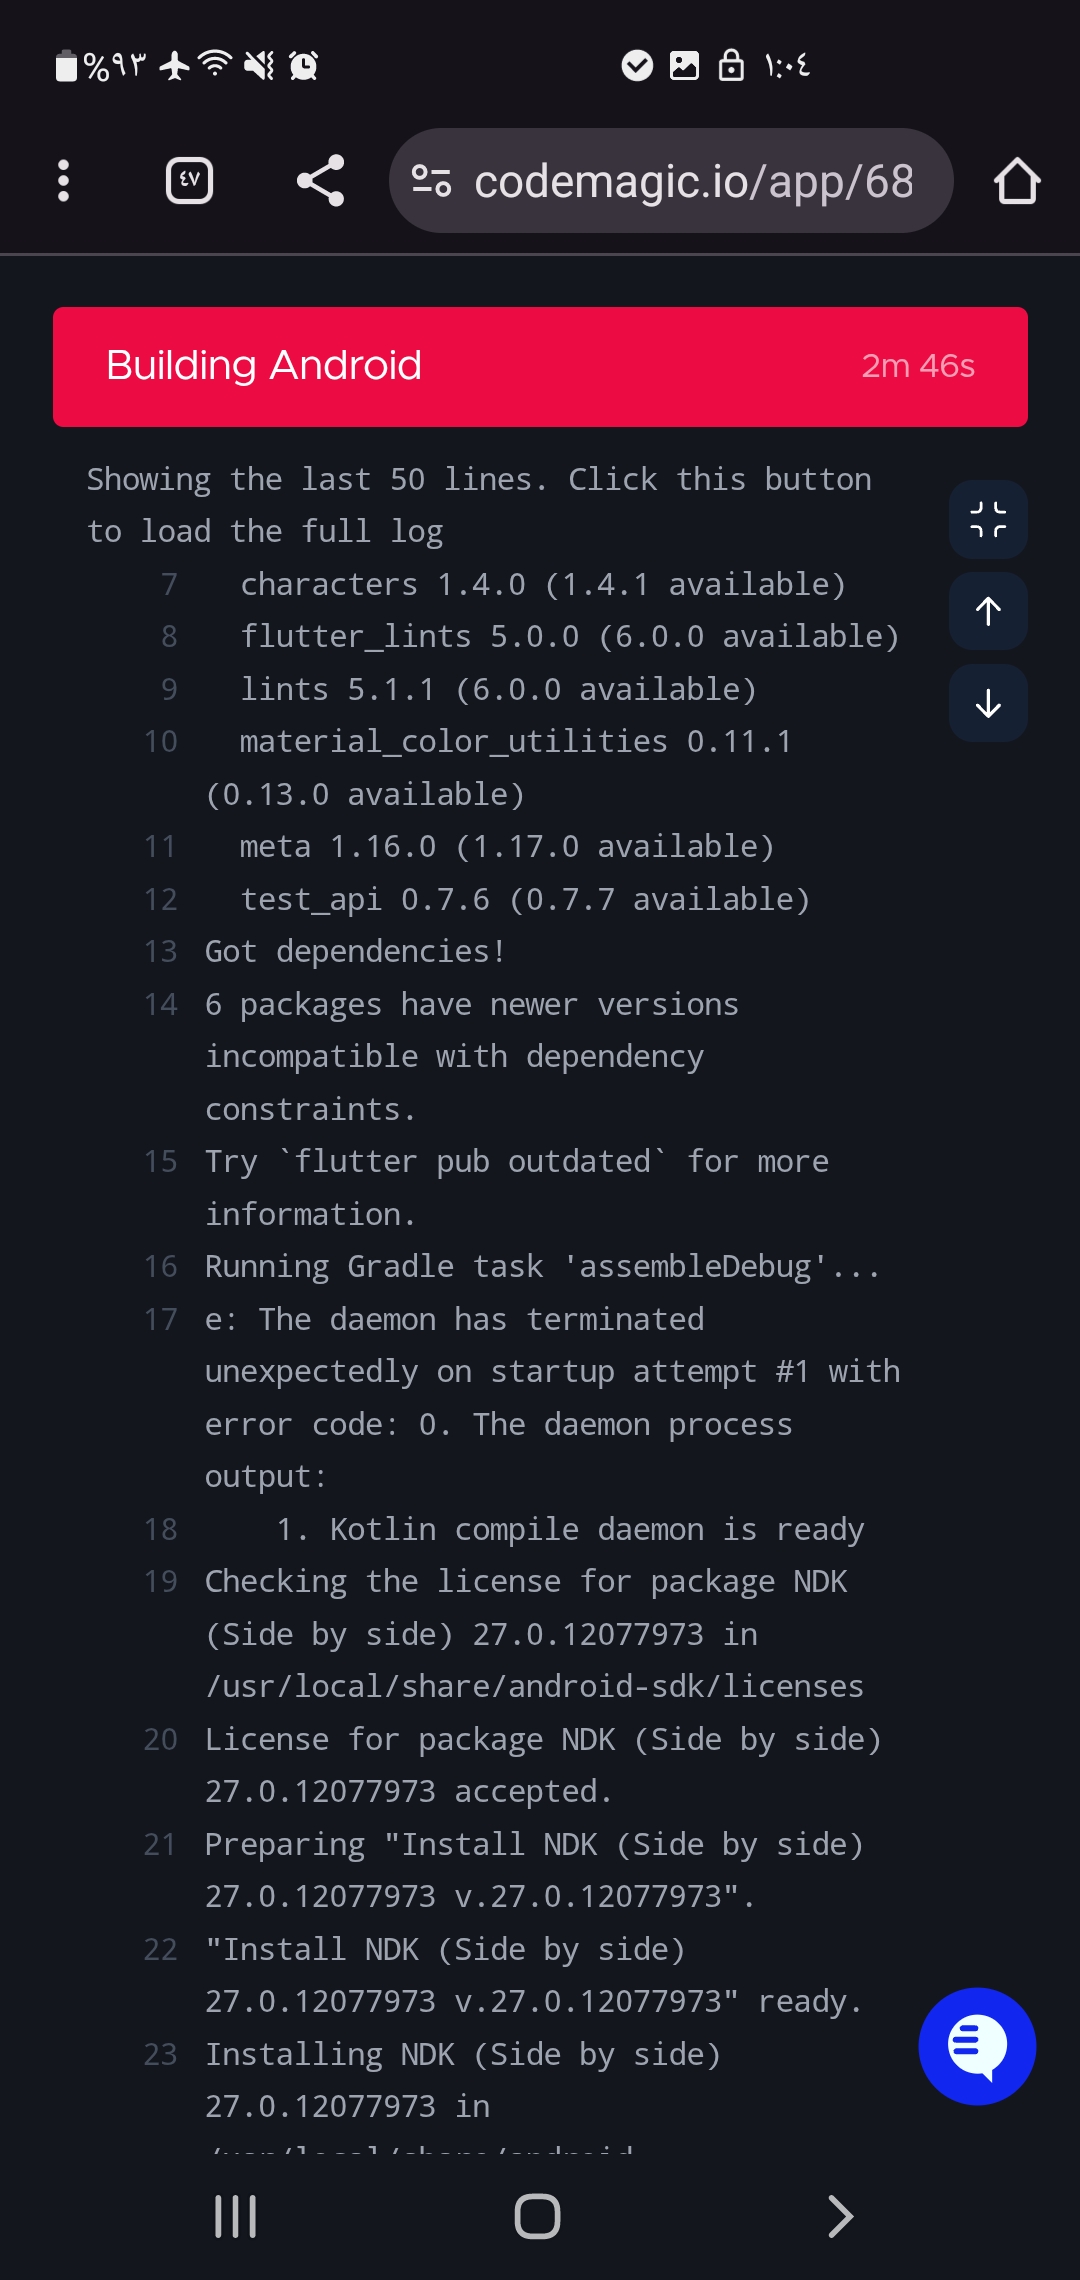 %٩٣ ١:٠٤
٤٧ codemagic.io/app/68
Building Android 2m 46s
Showing the last 50 lines. Click this button
to load the full log
7 characters 1.4.0 (1.4.1 available)
8 flutter_lints 5.0.0 (6.0.0 available)
9 lints 5.1.1 (6.0.0 available)
10 material_color_utilities 0.11.1
(0.13.0 available)
11 meta 1.16.0 (1.17.0 available)
12 test_api 0.7.6 (0.7.7 available)
13 Got dependencies!
14 6 packages have newer versions
incompatible with dependency
constraints.
15 Try `flutter pub outdated` for more
information.
16 Running Gradle task 'assembleDebug'...
17 e: The daemon has terminated
unexpectedly on startup attempt #1 with
error code: 0. The daemon process
output:
18 1. Kotlin compile daemon is ready
19 Checking the license for package NDK
(Side by side) 27.0.12077973 in
/usr/local/share/android-sdk/licenses
20 License for package NDK (Side by side)
27.0.12077973 accepted.
21 Preparing "Install NDK (Side by side)
27.0.12077973 v.27.0.12077973".
22 "Install NDK (Side by side)
27.0.12077973 v.27.0.12077973" ready.
23 Installing NDK (Side by side)
27.0.12077973 in
/usr/local/share/android